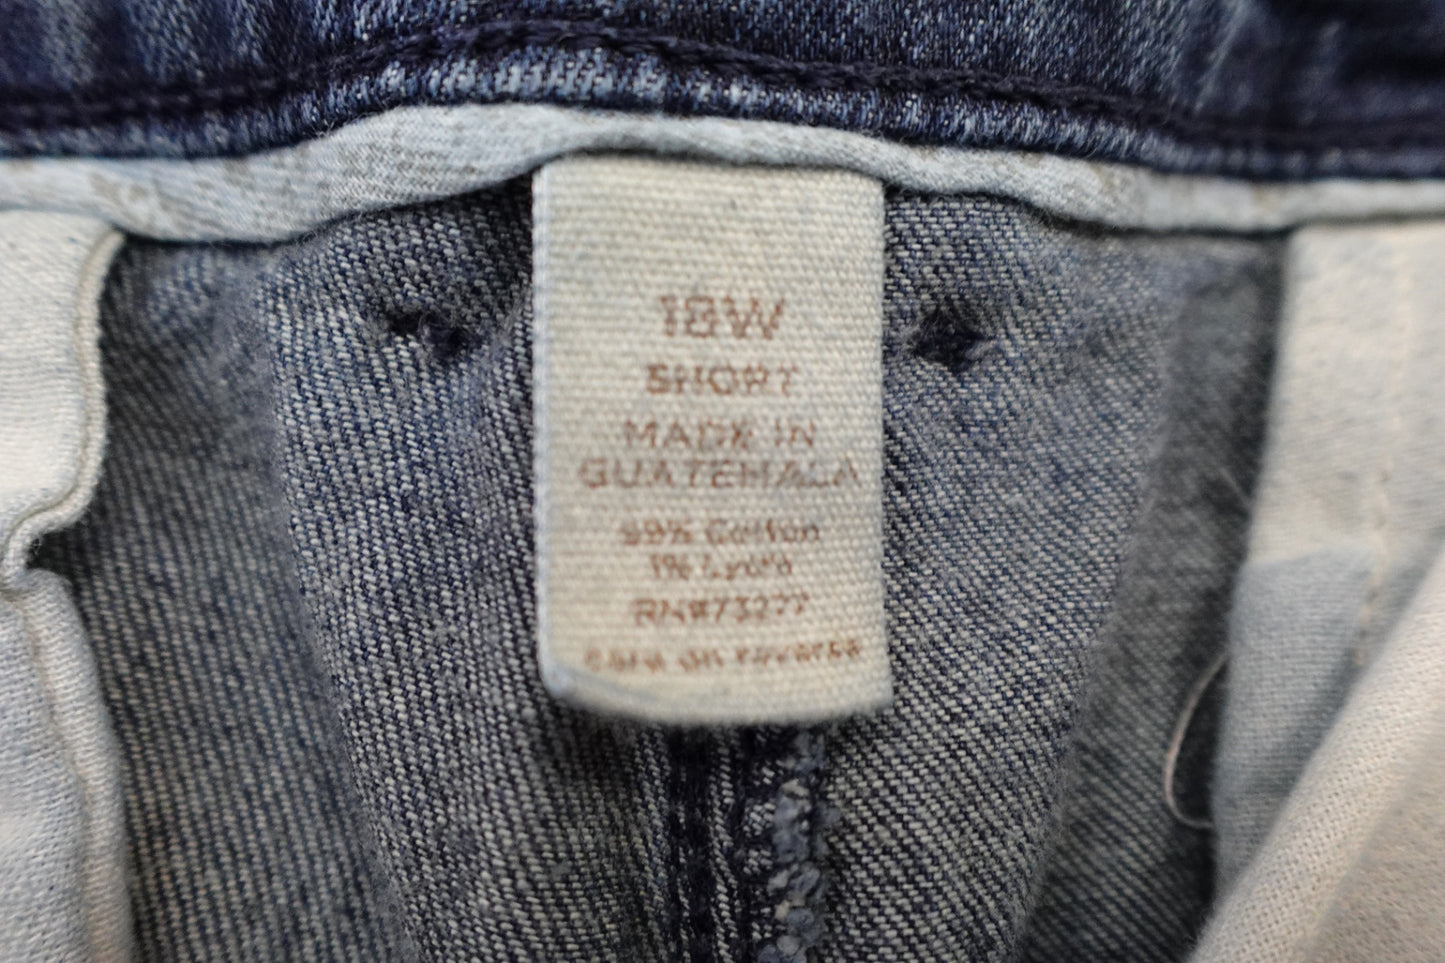 18W
SHORT
MADE IN
GUATEMALA
99% Cotton
1% Lycra
RN#73277
Care on reverse